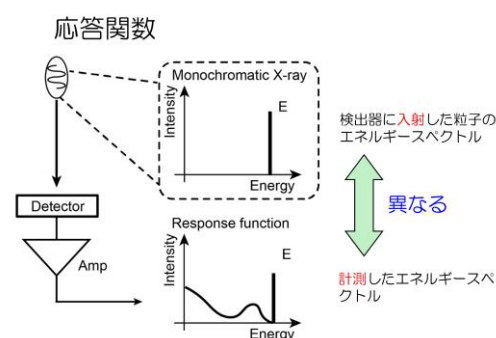 応答関数
Monochromatic X-ray
Intensity
E
Energy
検出器に入射した粒子の
エネルギースペクトル
異なる
Detector
Amp
Response function
Intensity
E
Energy
計測したエネルギースペ
クトル